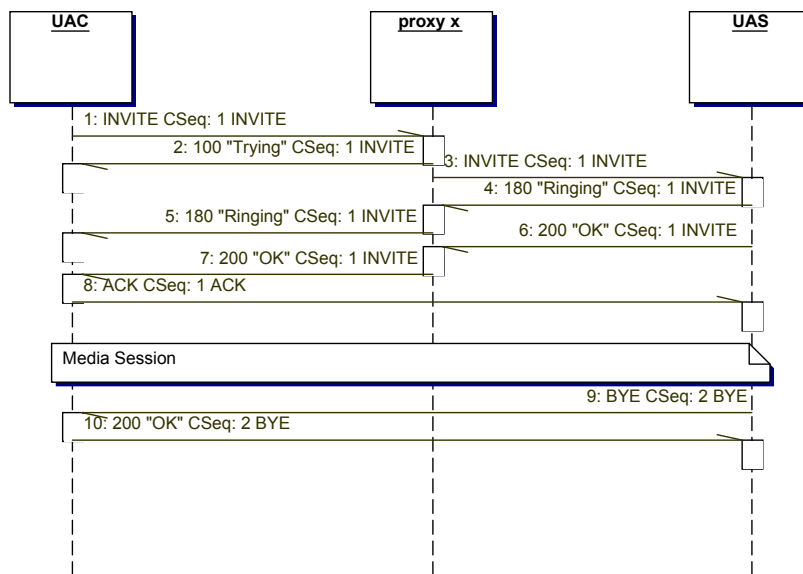 UAC
proxy x
UAS
1: INVITE CSeq: 1 INVITE
2: 100 "Trying" CSeq: 1 INVITE
3: INVITE CSeq: 1 INVITE
4: 180 "Ringing" CSeq: 1 INVITE
5: 180 "Ringing" CSeq: 1 INVITE
6: 200 "OK" CSeq: 1 INVITE
7: 200 "OK" CSeq: 1 INVITE
8: ACK CSeq: 1 ACK
Media Session
9: BYE CSeq: 2 BYE
10: 200 "OK" CSeq: 2 BYE